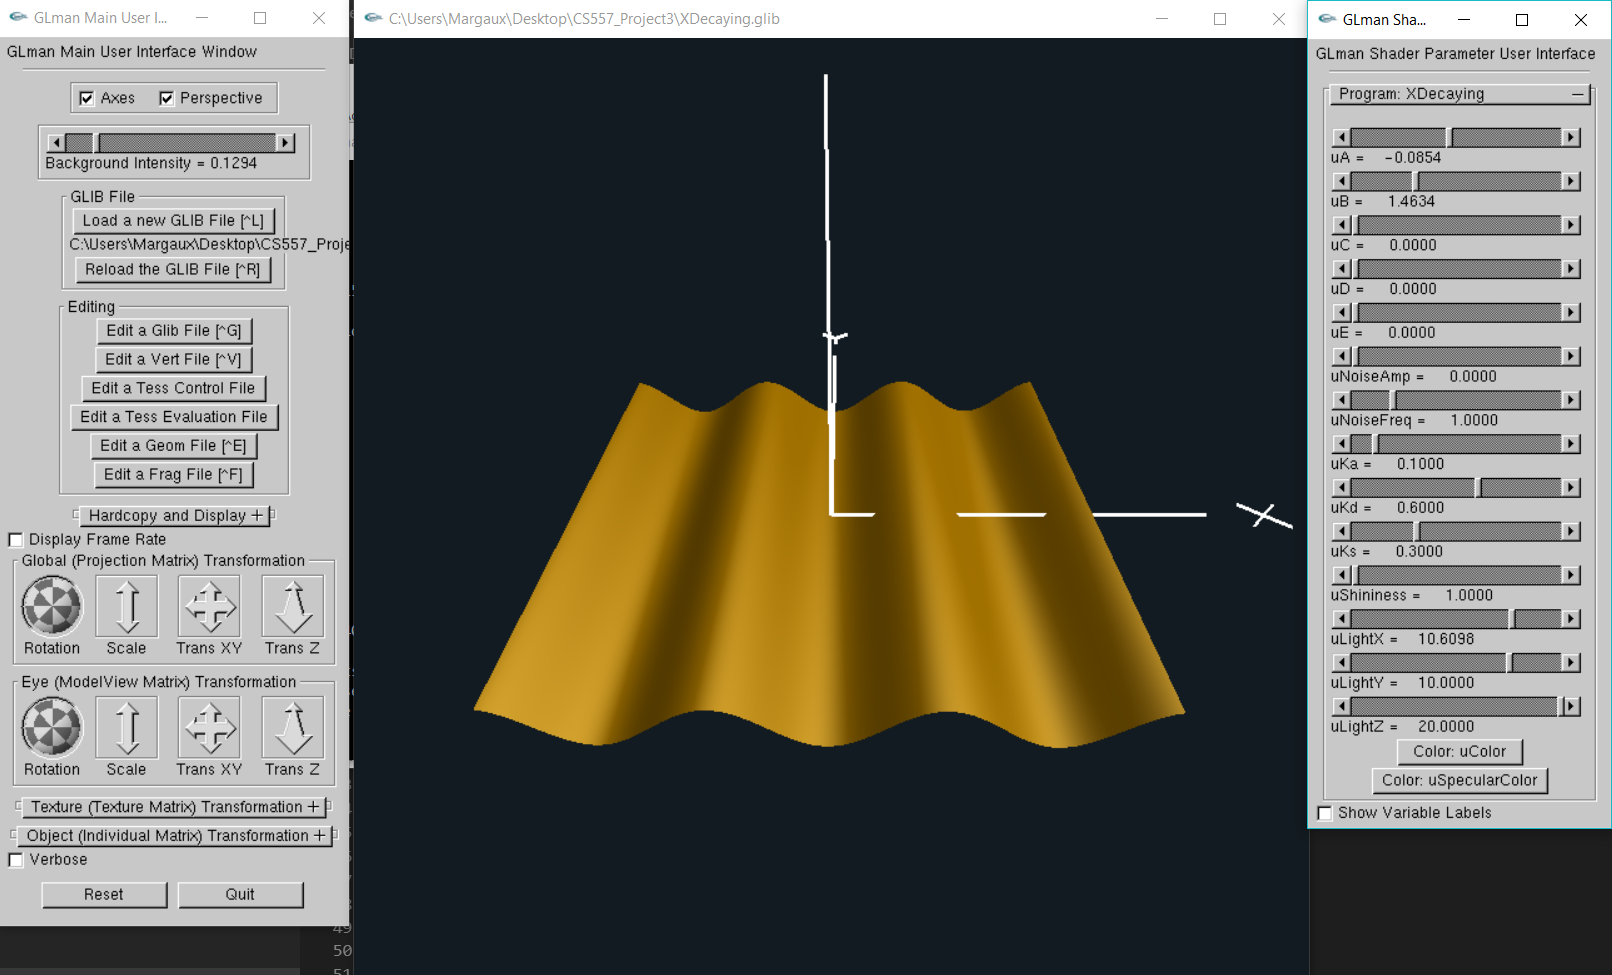 GLman Main User I...
GLman Main User Interface Window
Axes
Perspective
Background Intensity = 0.1294
GLIB File
Load a new GLIB File [^L]
C:\Users\Margaux\Desktop\CS557_Proje
Reload the GLIB File [^R]
Editing
Edit a Glib File [^G]
Edit a Vert File [^V]
Edit a Tess Control File
Edit a Tess Evaluation File
Edit a Geom File [^E]
Edit a Frag File [^F]
Hardcopy and Display +
Display Frame Rate
Global (Projection Matrix) Transformation
Rotation Scale Trans XY Trans Z
Eye (ModelView Matrix) Transformation
Rotation Scale Trans XY Trans Z
Texture (Texture Matrix) Transformation +
Object (Individual Matrix) Transformation +
Verbose
Reset
Quit
49
50
51
C:\Users\Margaux\Desktop\CS557_Project3\XDecaying.glib
Y
X
GLman Sha...
GLman Shader Parameter User Interface
Program: XDecaying
uA = -0.0854
uB = 1.4634
uC = 0.0000
uD = 0.0000
uE = 0.0000
uNoiseAmp = 0.0000
uNoiseFreq = 1.0000
uKa = 0.1000
uKd = 0.6000
uKs = 0.3000
uShininess = 1.0000
uLightX = 10.6098
uLightY = 10.0000
uLightZ = 20.0000
Color: uColor
Color: uSpecularColor
Show Variable Labels